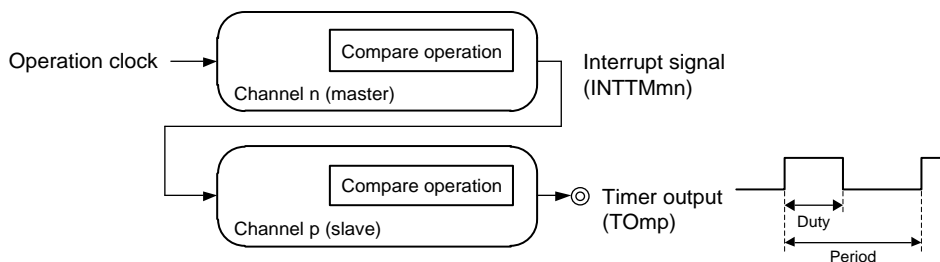 Compare operation
Operation clock
Interrupt signal
(INTTMmn)
Channel n (master)
Compare operation
Timer output
(TOmp)
Channel p (slave)
Duty
Period